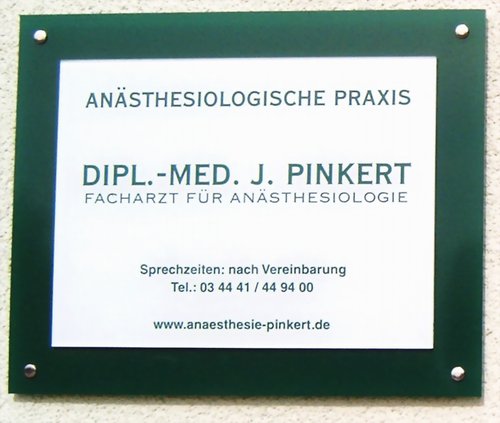 ANÄSTHESIOLOGISCHE PRAXIS
DIPL.-MED. J. PINKERT
FACHARZT FÜR ANÄSTHESIOLOGIE
Sprechzeiten: nach Vereinbarung
Tel.: 03 44 41 / 44 94 00
www.anaesthesie-pinkert.de